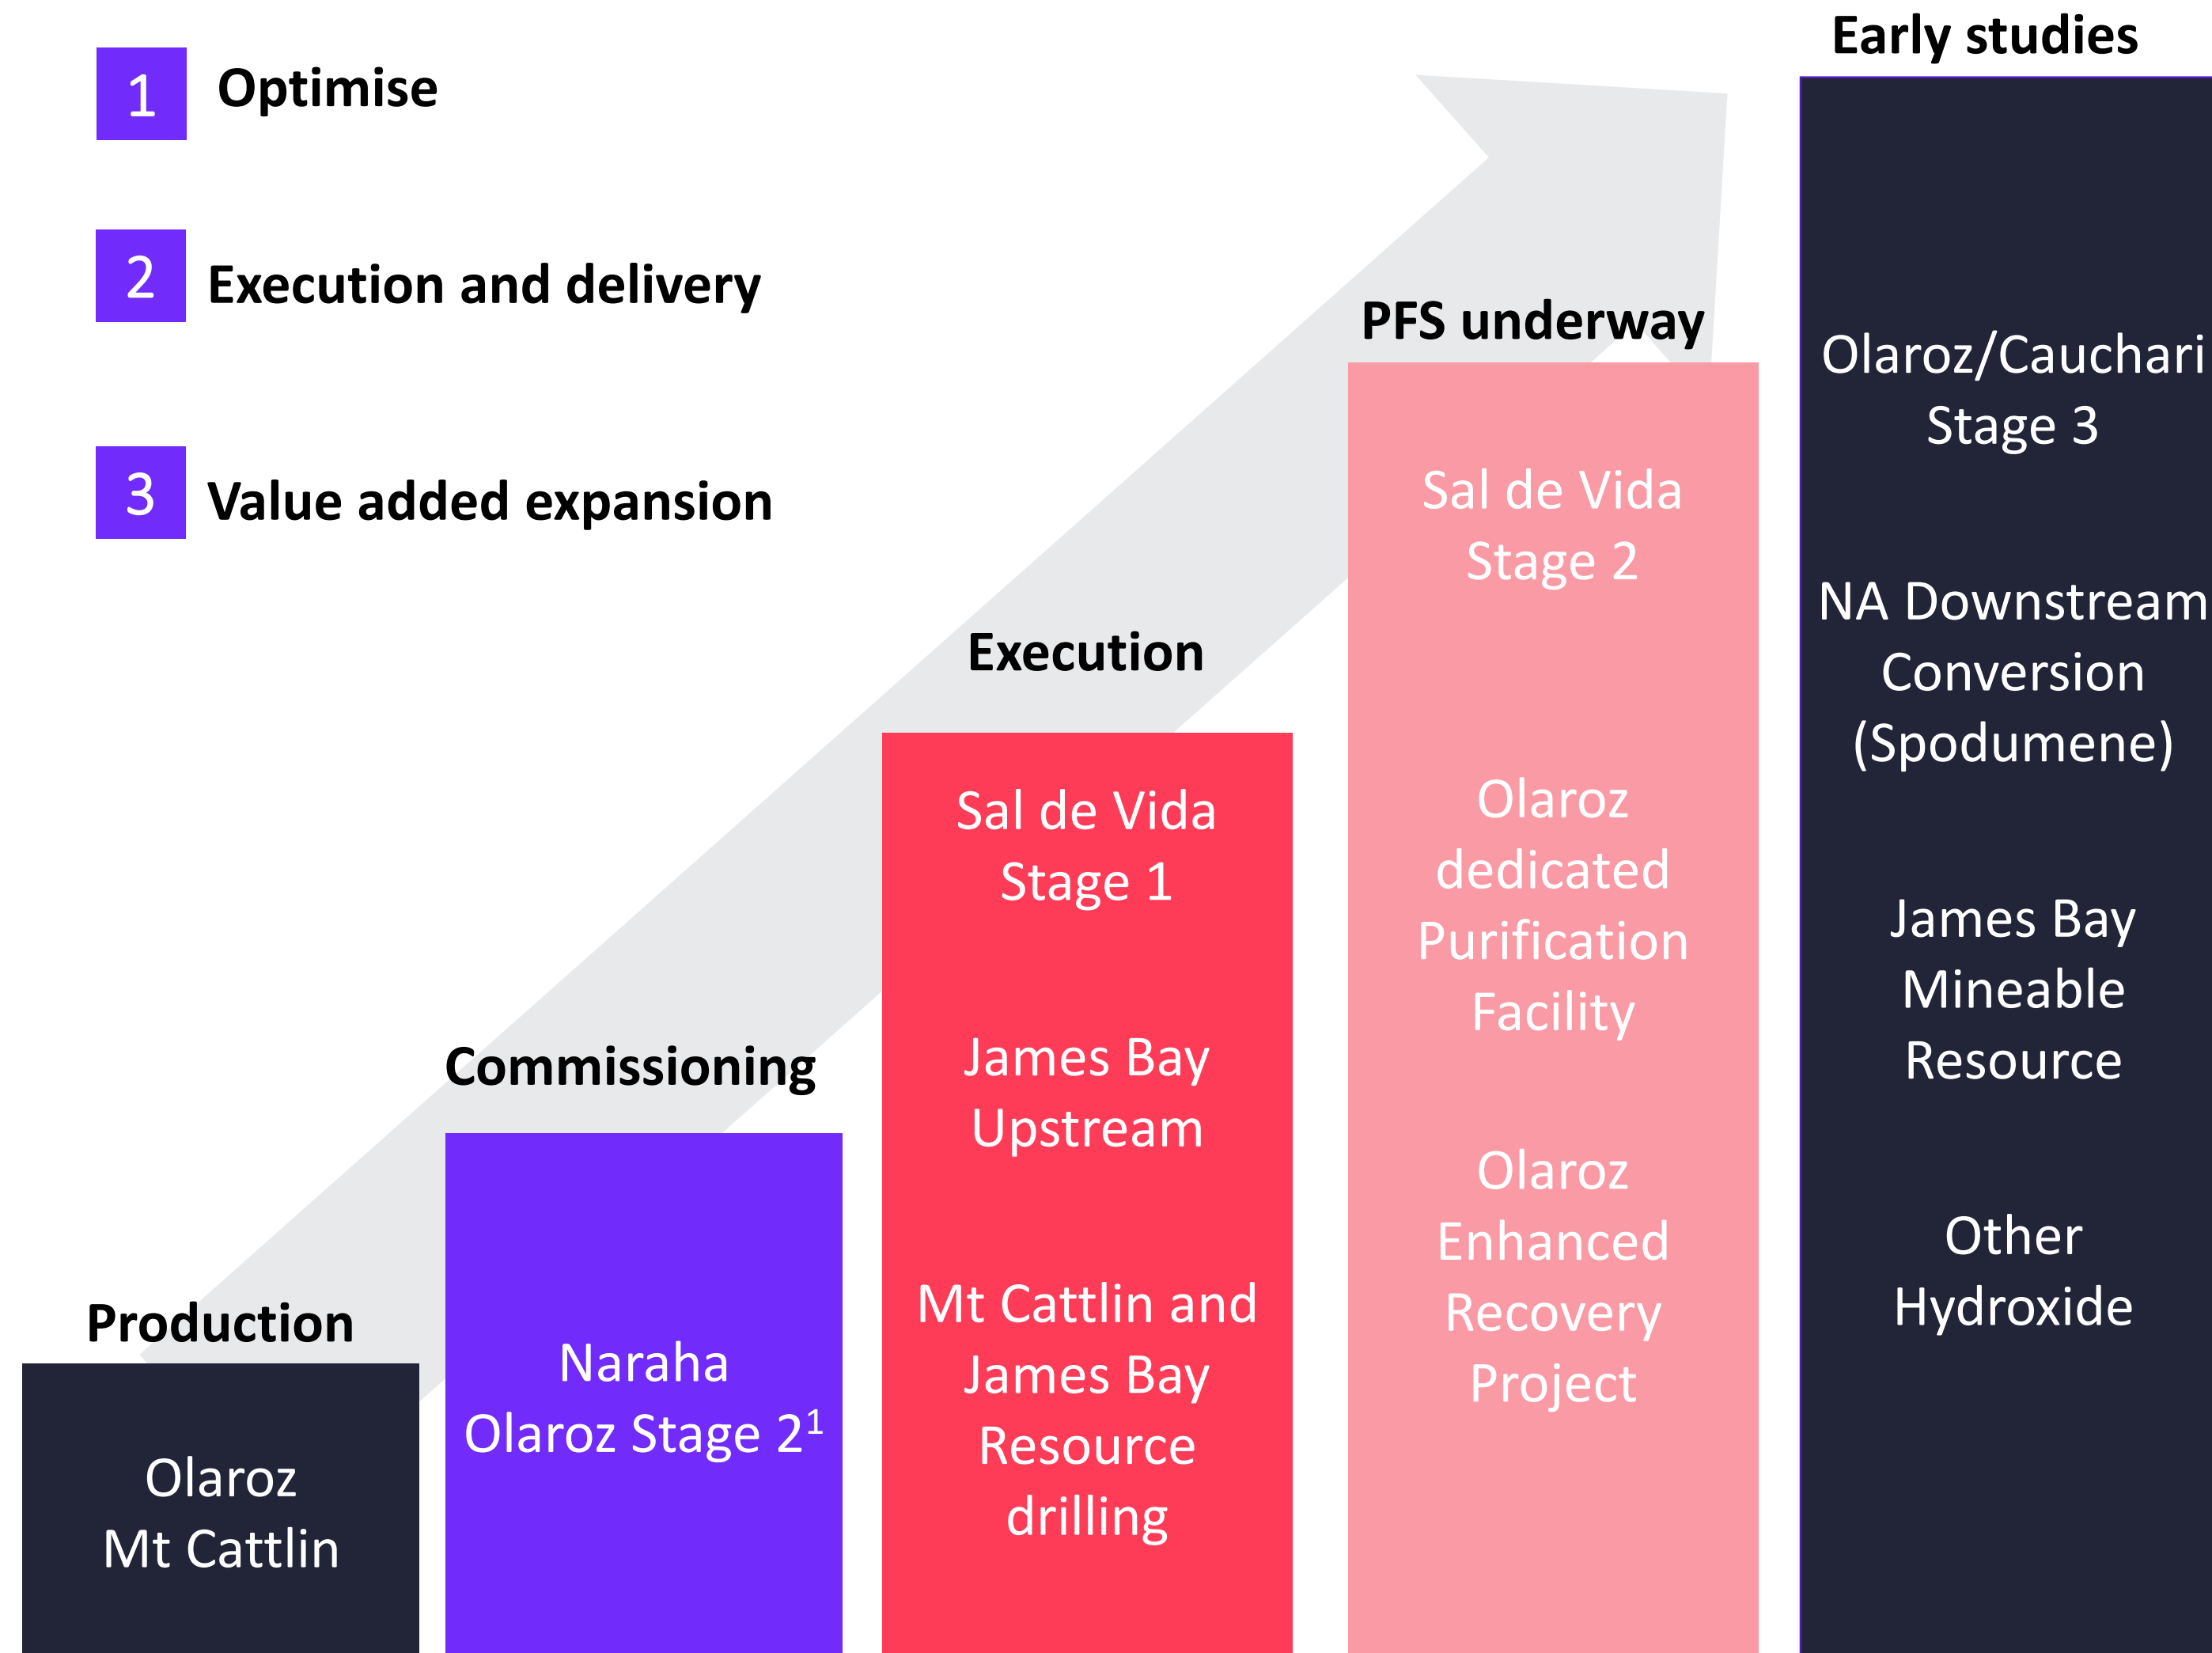 1 Optimise
2 Execution and delivery
3 Value added expansion
Production
Olaroz
Mt Cattlin
Commissioning
Naraha
Olaroz Stage 2¹
Execution
Sal de Vida
Stage 1
James Bay
Upstream
Mt Cattlin and
James Bay
Resource
drilling
PFS underway
Sal de Vida
Stage 2
Olaroz
dedicated
Purification
Facility
Olaroz
Enhanced
Recovery
Project
Early studies
Olaroz/Cauchari
Stage 3
NA Downstream
Conversion
(Spodumene)
James Bay
Mineable
Resource
Other
Hydroxide